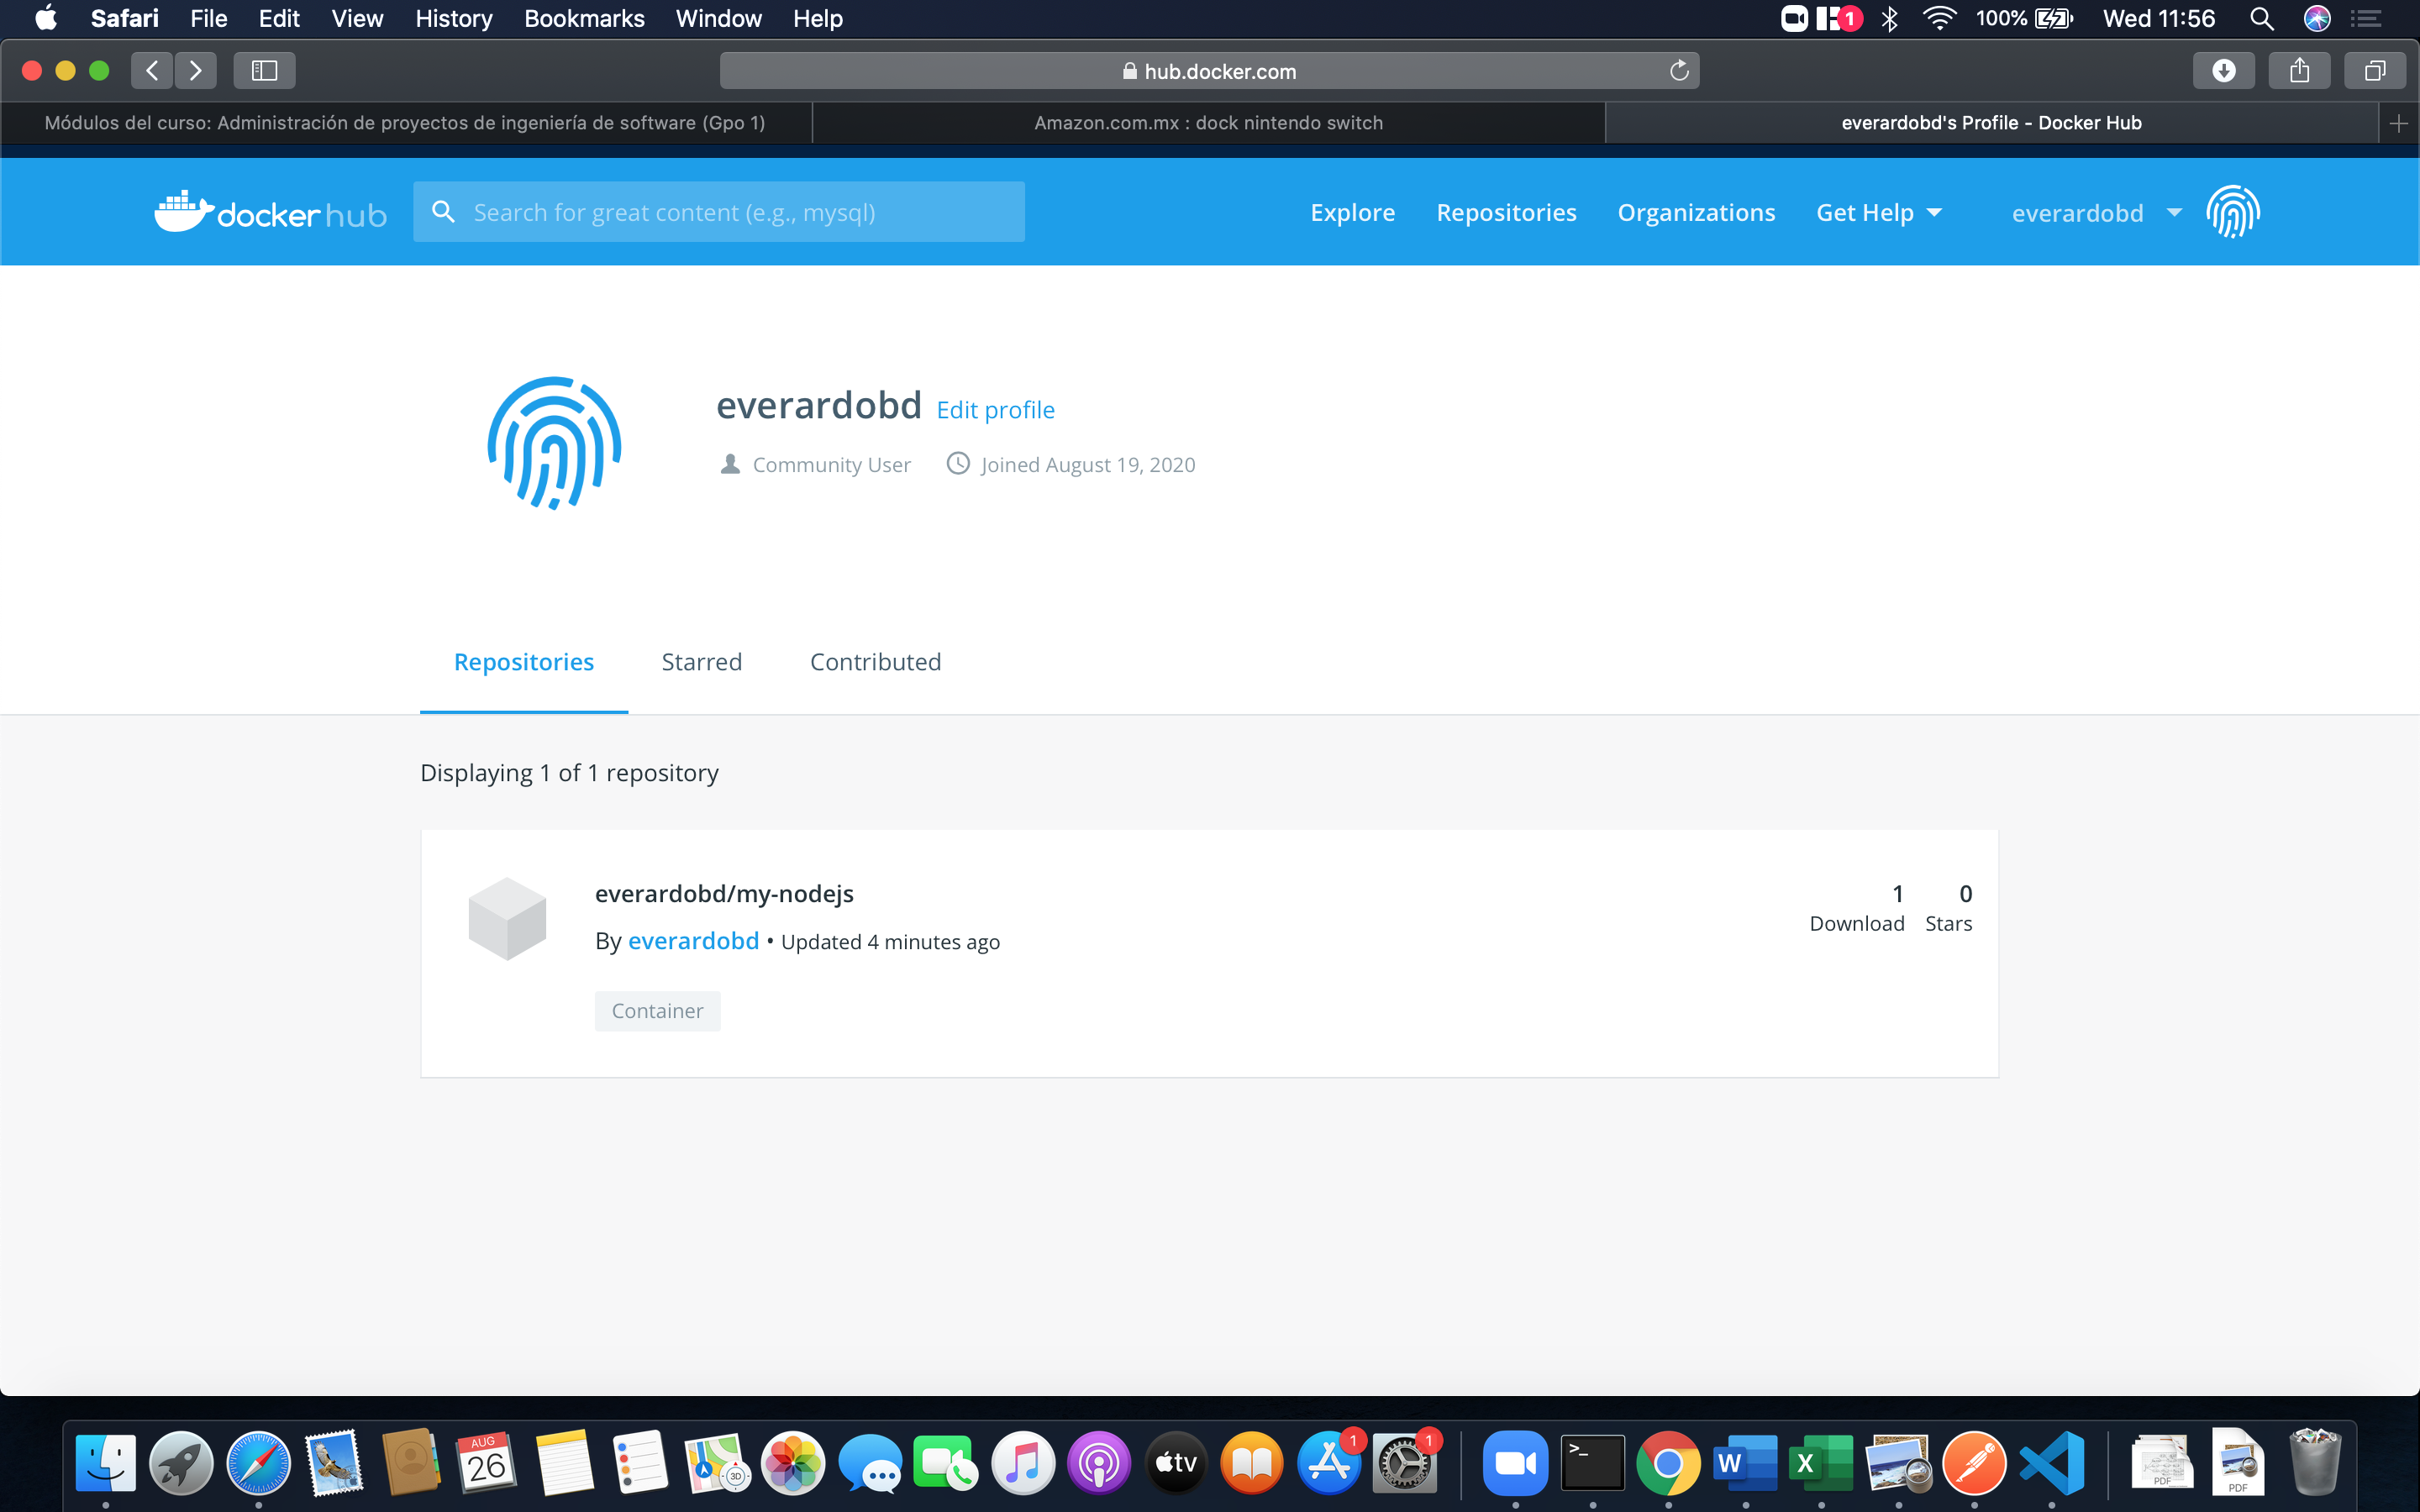 Safari File Edit View History Bookmarks Window Help 1 100% Wed 11:56
hub.docker.com
Módulos del curso: Administración de proyectos de ingeniería de software (Gpo 1) Amazon.com.mx : dock nintendo switch everardobd's Profile - Docker Hub
docker hub Search for great content (e.g., mysql) Explore Repositories Organizations Get Help everardobd
everardobd Edit profile
Community User Joined August 19, 2020
Repositories Starred Contributed
Displaying 1 of 1 repository
everardobd/my-nodejs 1 0
Download Stars
By everardobd • Updated 4 minutes ago
Container
AUG
26
3D
tv
1
1
>_
W
X
PDF
PDF